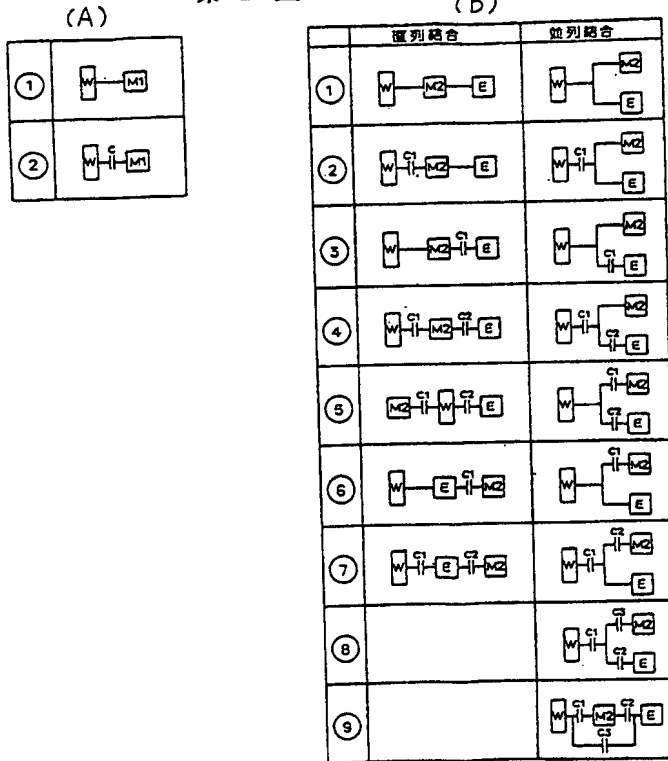 (A)
(B)
① W M1
② W C M1
直列結合 並列結合
① W M2 E W M2 E
② W C1 M2 E W C1 M2 E
③ W M2 C1 E W M2 C1 E
④ W C1 M2 C2 E W C1 M2 C2 E
⑤ M2 C1 W C2 E W C1 M2 C2 E
⑥ W E C1 M2 W C1 M2 E
⑦ W C1 E C2 M2 W C1 C2 M2 E
⑧ W C1 C3 M2 C2 E
⑨ W C1 M2 C2 E C3